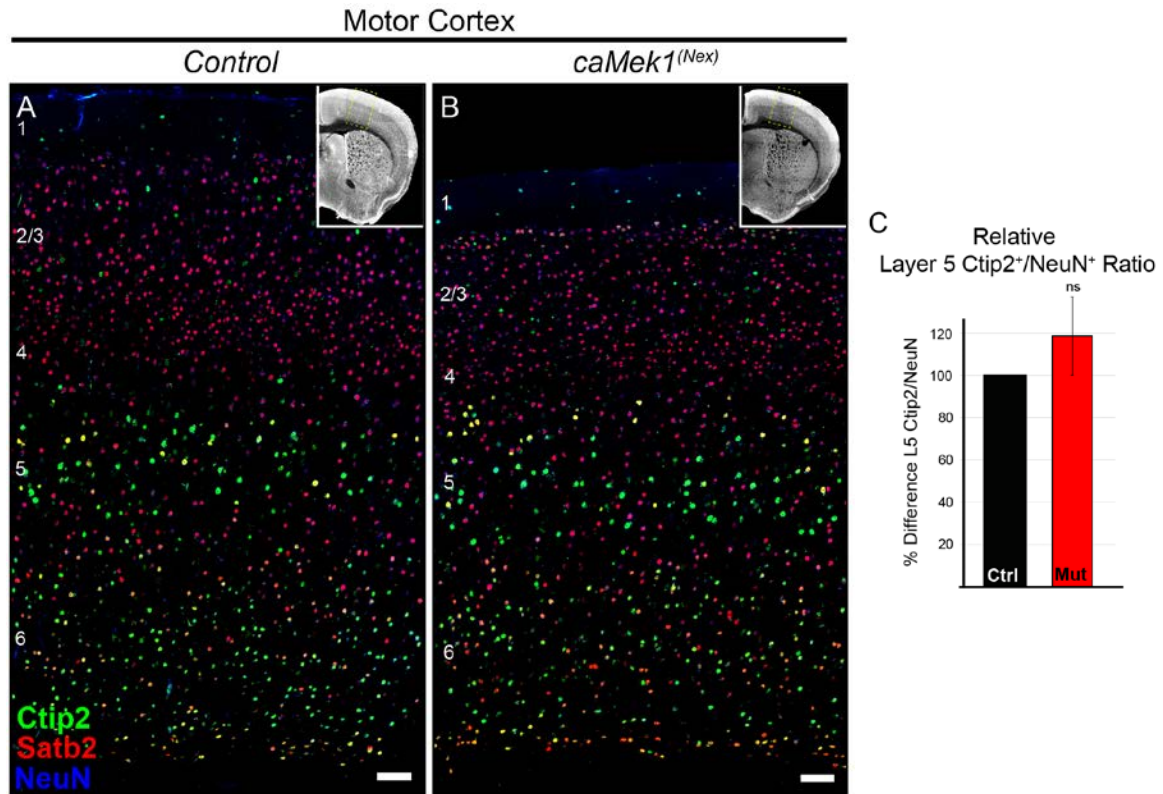 Motor Cortex
Control
caMek1(Nex)
A
1
2/3
4
5
6
Ctip2
Satb2
NeuN
B
1
2/3
4
5
6
C
Relative
Layer 5 Ctip2+/NeuN+ Ratio
ns
% Difference L5 Ctip2/NeuN
120
100
80
60
40
20
Ctrl
Mut